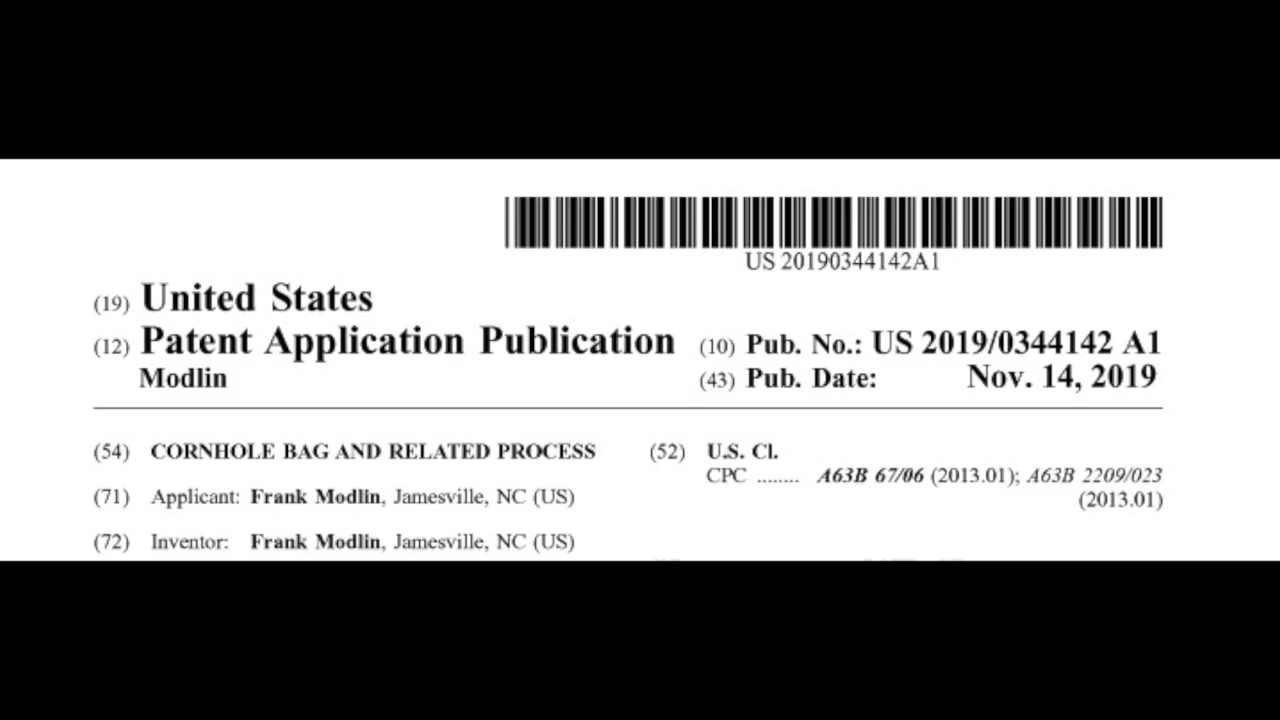 US 20190344142A1
(19) United States
(12) Patent Application Publication (10) Pub. No.: US 2019/0344142 A1
Modlin (43) Pub. Date: Nov. 14, 2019
(54) CORNHOLE BAG AND RELATED PROCESS
(71) Applicant: Frank Modlin, Jamesville, NC (US)
(72) Inventor: Frank Modlin, Jamesville, NC (US)
(52) U.S. Cl.
CPC ........ A63B 67/06 (2013.01); A63B 2209/023
(2013.01)